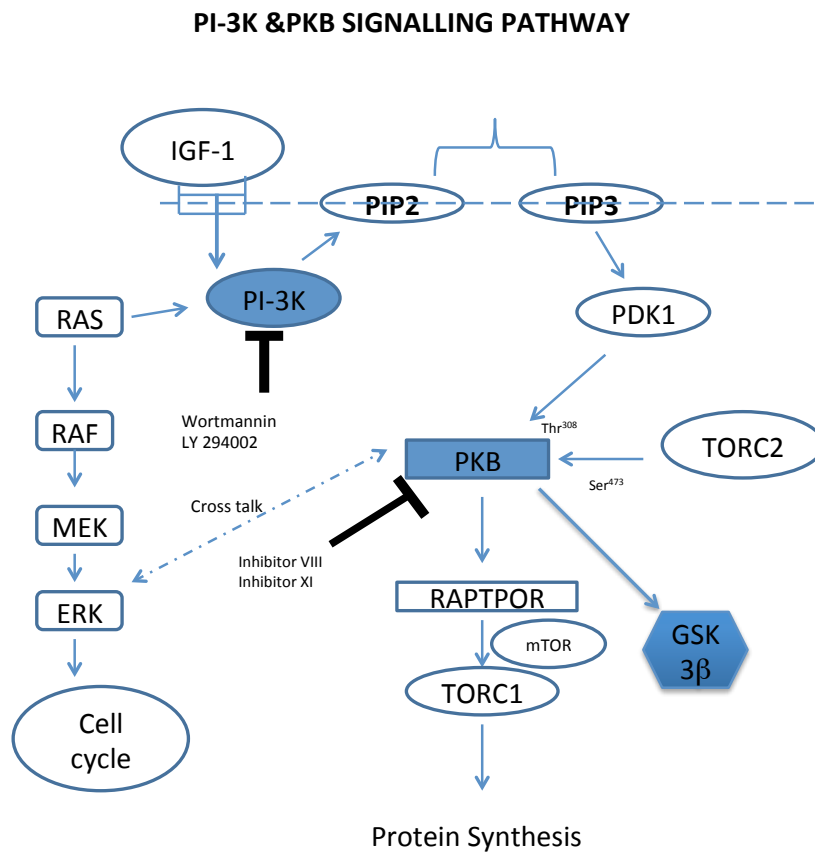 PI-3K &PKB SIGNALLING PATHWAY
IGF-1
PIP2
PIP3
PI-3K
PDK1
RAS
Wortmannin
LY 294002
RAF
Thr308
PKB
TORC2
Ser473
Cross talk
MEK
Inhibitor VIII
Inhibitor XI
ERK
RAPTPOR
mTOR
GSK
3β
TORC1
Cell
cycle
Protein Synthesis